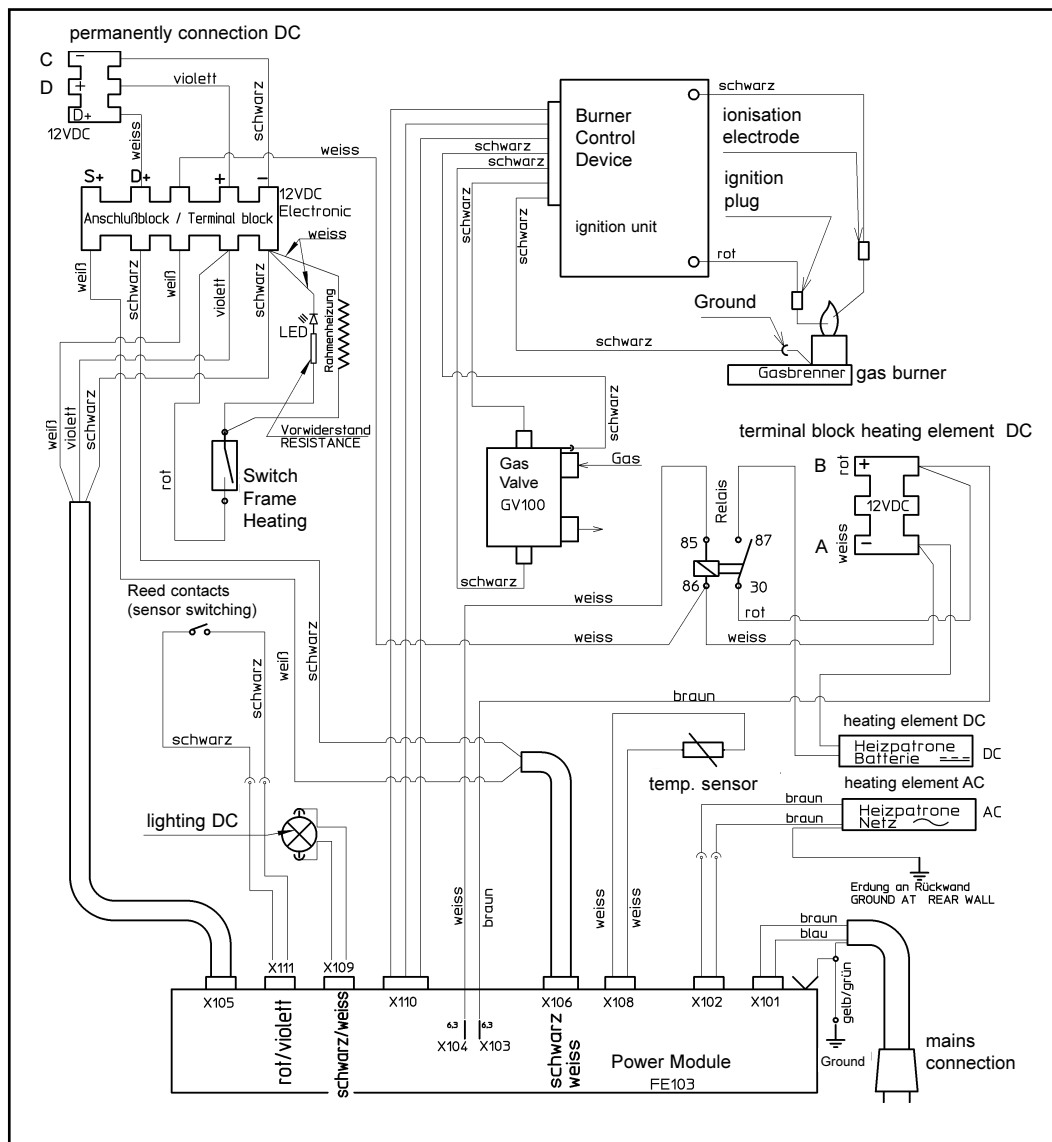 permanently connection DC
C
−
D
+
D+
12VDC
violett
schwarz
weiss
weiss
S+
D+
+
−
12VDC
Electronic
Anschlußblock / Terminal block
weiss
weiß
schwarz
weiß
violett
schwarz
LED
Rahmenheizung
Vorwiderstand
RESISTANCE
weiß
violett
schwarz
rot
Switch
Frame
Heating
Burner
Control
Device
ignition unit
schwarz
schwarz
schwarz
schwarz
schwarz
ionisation
electrode
ignition
plug
rot
Ground
schwarz
Gasbrenner
gas burner
schwarz
Gas
Gas
Valve
GV100
schwarz
terminal block heating element DC
B
rot
+
12VDC
A
weiss
−
Relais
85
87
86
30
rot
weiss
weiss
weiss
Reed contacts
(sensor switching)
schwarz
weiß
schwarz
schwarz
braun
heating element DC
Heizpatrone
Batterie
DC
temp. sensor
heating element AC
Heizpatrone
Netz
AC
braun
braun
lighting DC
Erdung an Rückwand
GROUND AT REAR WALL
weiss
braun
weiss
weiss
braun
blau
gelb/grün
Ground
mains
connection
X105
X111
X109
X110
X106
X108
X102
X101
rot/violett
schwarz/weiss
6,3
6,3
X104
X103
schwarz
weiss
Power Module
FE103